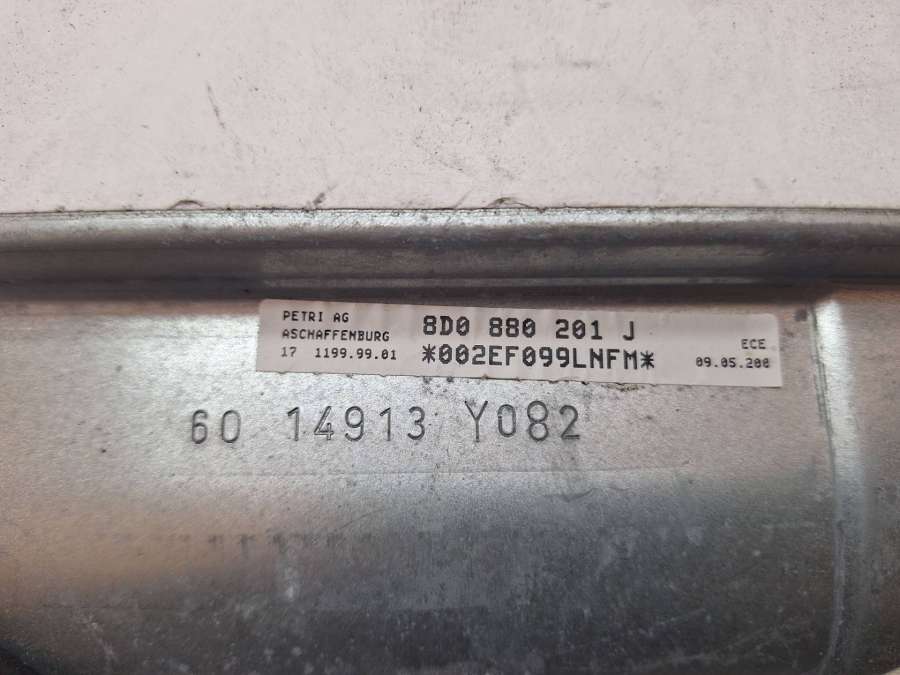 PETRI AG
ASCHAFFENBURG
17 1199.99.01
8D0 880 201 J
*002EF099LNFM*
ECE
09.05.200
60 14913 Y082